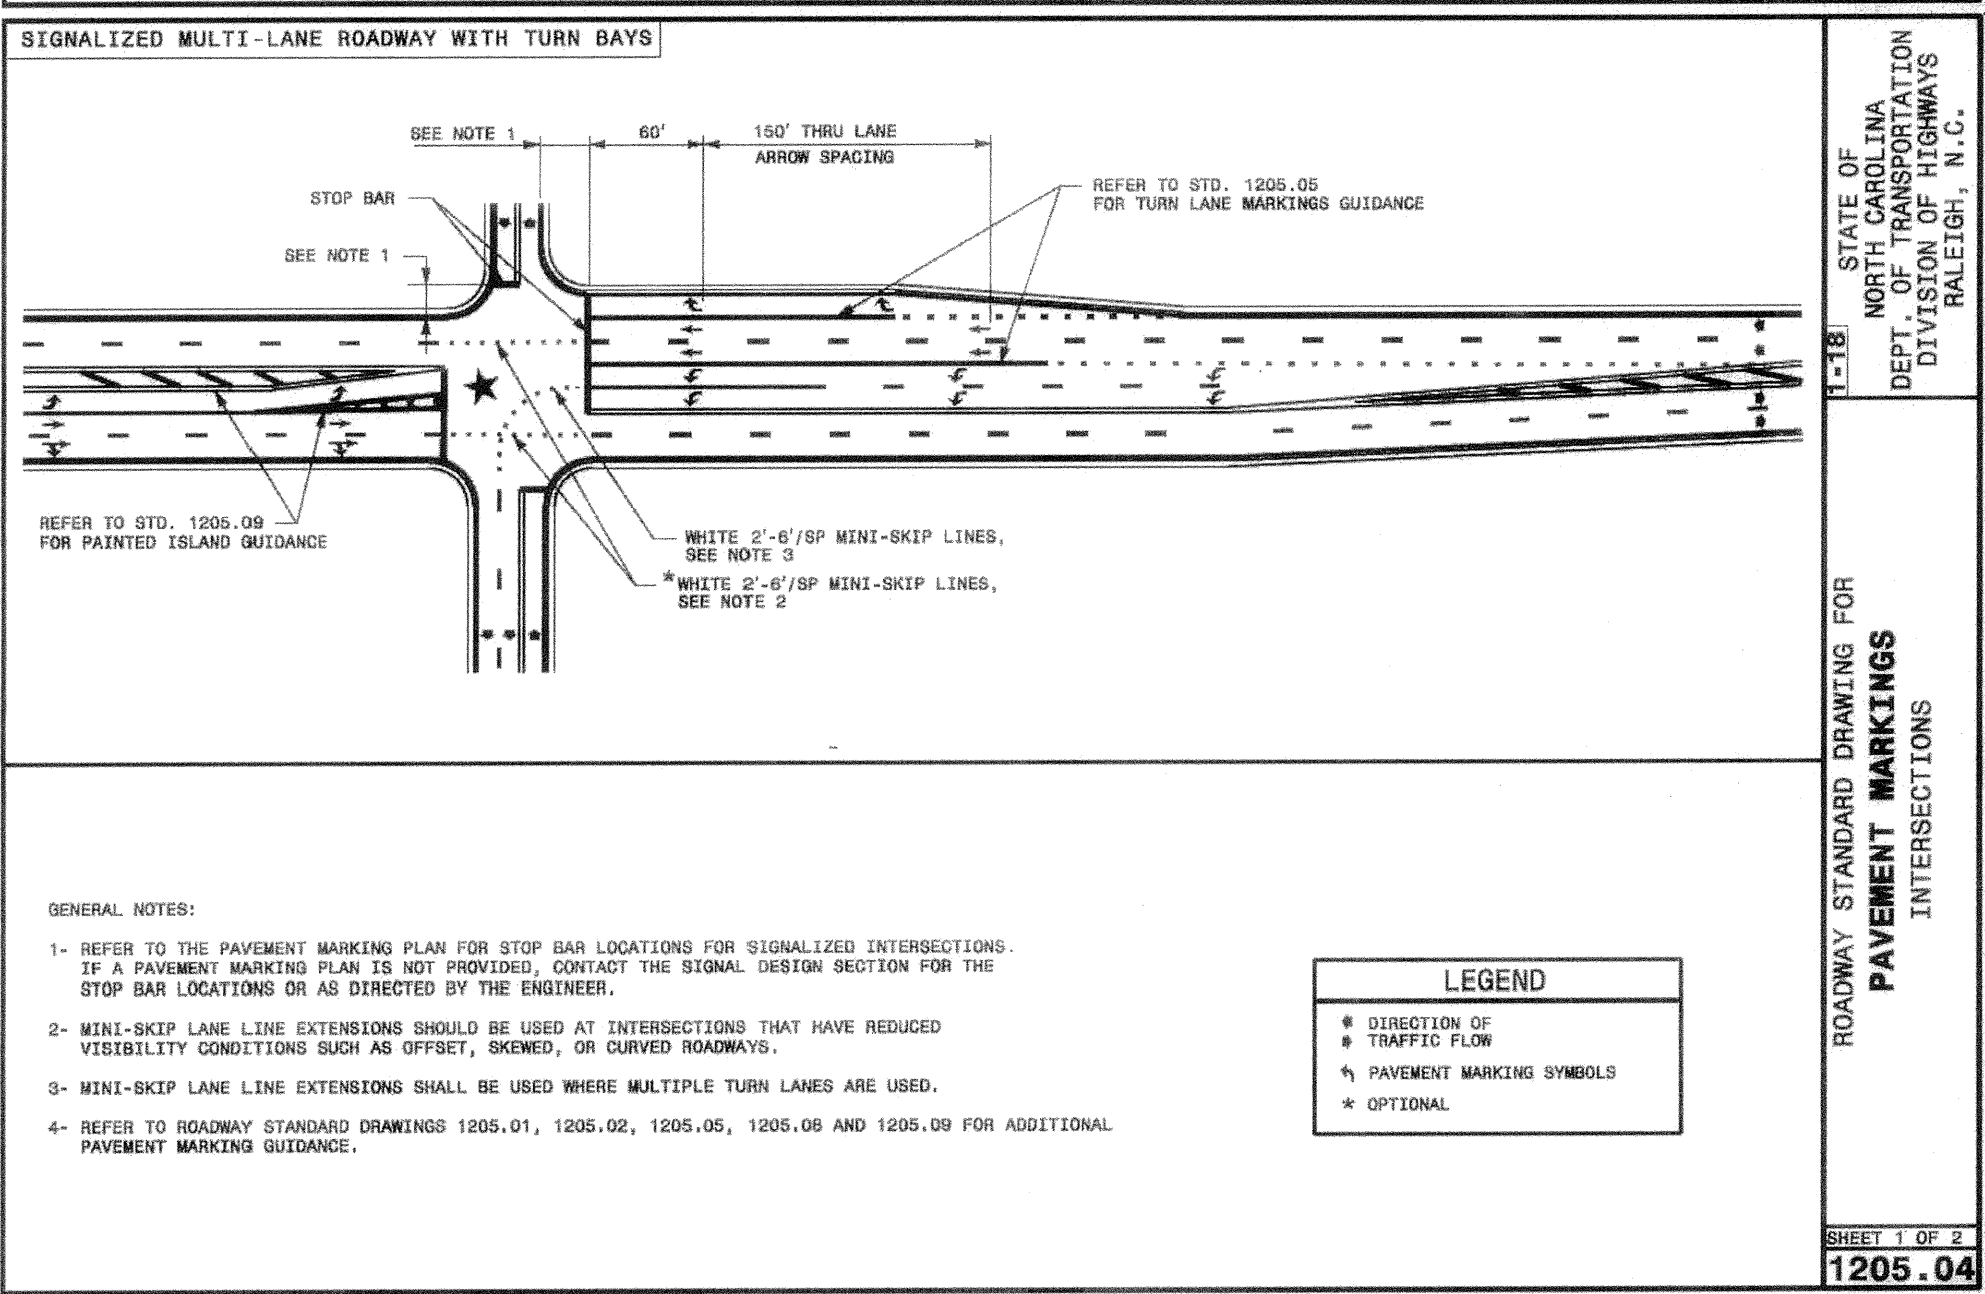 SIGNALIZED MULTI-LANE ROADWAY WITH TURN BAYS
SEE NOTE 1
60'
150' THRU LANE
ARROW SPACING
STOP BAR
REFER TO STD. 1205.05
FOR TURN LANE MARKINGS GUIDANCE
SEE NOTE 1
REFER TO STD. 1205.09
FOR PAINTED ISLAND GUIDANCE
WHITE 2'-6'/SP MINI-SKIP LINES,
SEE NOTE 3
*WHITE 2'-6'/SP MINI-SKIP LINES,
SEE NOTE 2
GENERAL NOTES:
1- REFER TO THE PAVEMENT MARKING PLAN FOR STOP BAR LOCATIONS FOR SIGNALIZED INTERSECTIONS.
IF A PAVEMENT MARKING PLAN IS NOT PROVIDED, CONTACT THE SIGNAL DESIGN SECTION FOR THE
STOP BAR LOCATIONS OR AS DIRECTED BY THE ENGINEER.
2- MINI-SKIP LANE LINE EXTENSIONS SHOULD BE USED AT INTERSECTIONS THAT HAVE REDUCED
VISIBILITY CONDITIONS SUCH AS OFFSET, SKEWED, OR CURVED ROADWAYS.
3- MINI-SKIP LANE LINE EXTENSIONS SHALL BE USED WHERE MULTIPLE TURN LANES ARE USED.
4- REFER TO ROADWAY STANDARD DRAWINGS 1205.01, 1205.02, 1205.05, 1205.08 AND 1205.09 FOR ADDITIONAL
PAVEMENT MARKING GUIDANCE.
LEGEND
DIRECTION OF
TRAFFIC FLOW
PAVEMENT MARKING SYMBOLS
* OPTIONAL
1-18
STATE OF
NORTH CAROLINA
DEPT. OF TRANSPORTATION
DIVISION OF HIGHWAYS
RALEIGH, N.C.
ROADWAY STANDARD DRAWING FOR
PAVEMENT MARKINGS
INTERSECTIONS
SHEET 1 OF 2
1205.04